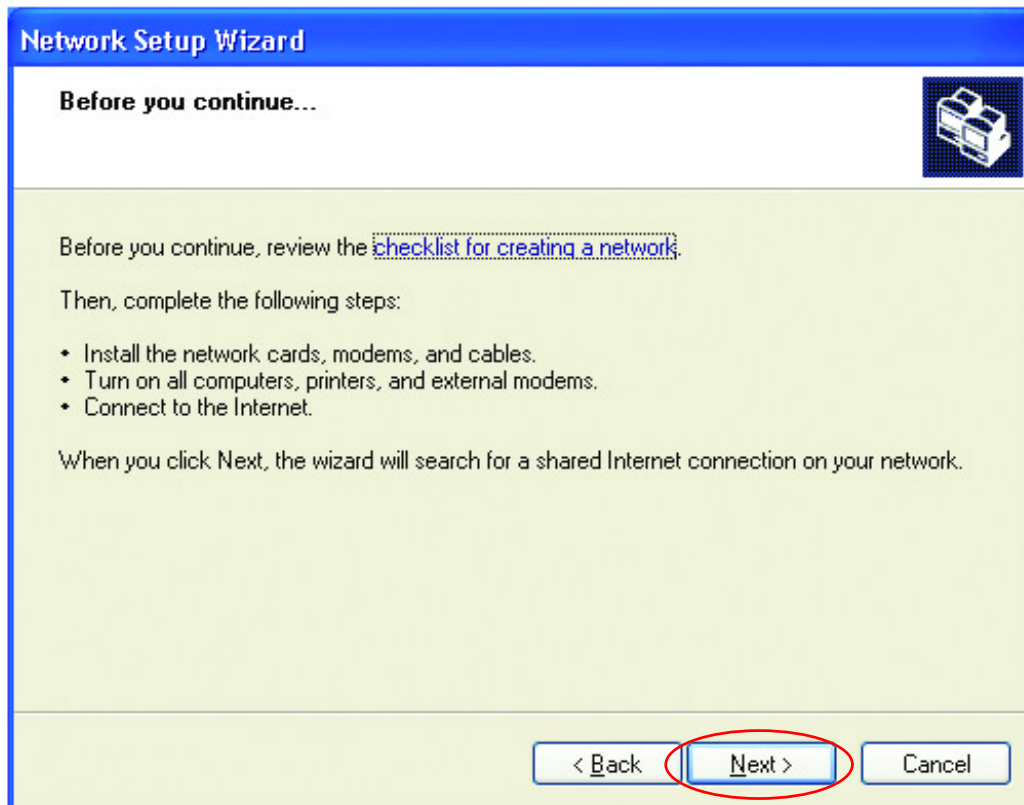 Network Setup Wizard
Before you continue...
Before you continue, review the checklist for creating a network.
Then, complete the following steps:
• Install the network cards, modems, and cables.
• Turn on all computers, printers, and external modems.
• Connect to the Internet.
When you click Next, the wizard will search for a shared Internet connection on your network.
< Back Next > Cancel